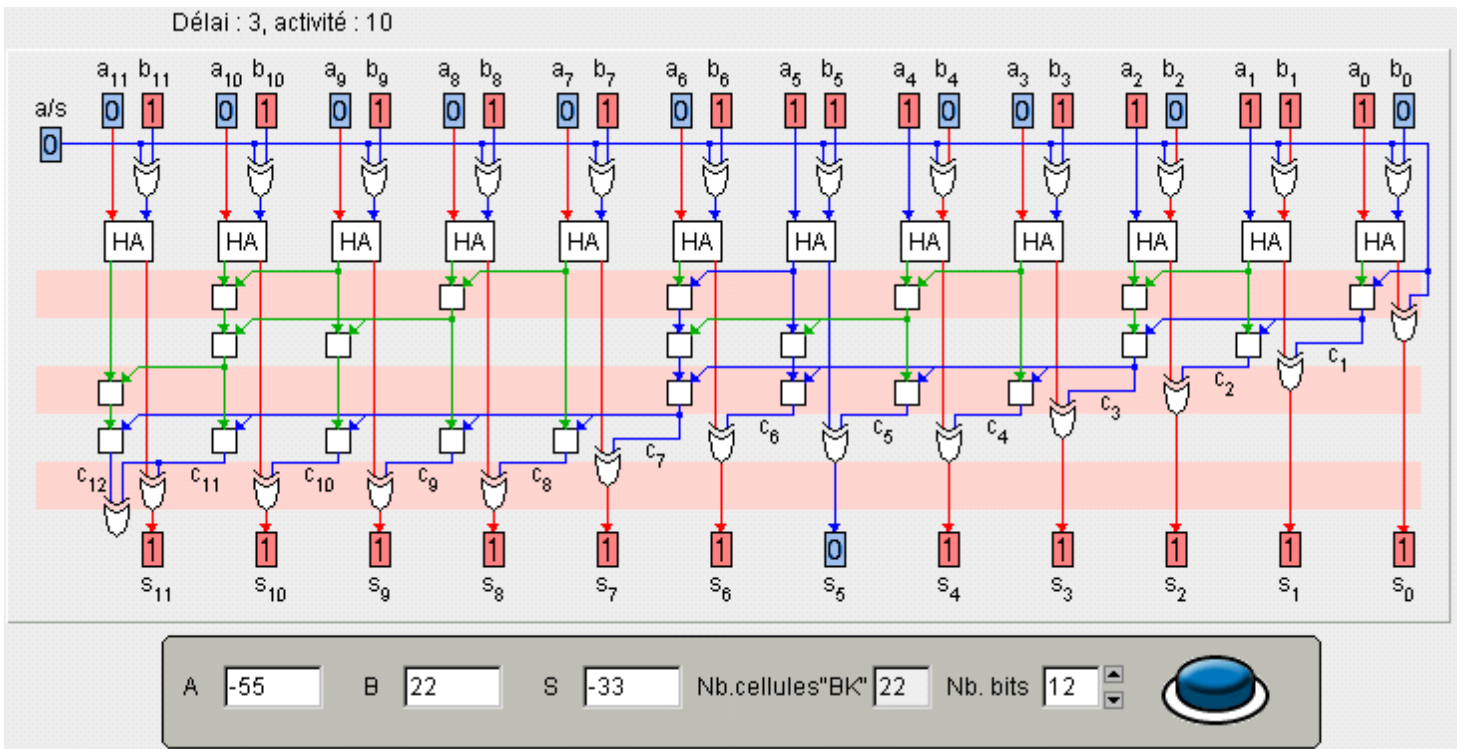 Délai : 3, activité : 10
a11 b11 a10 b10 a9 b9 a8 b8 a7 b7 a6 b6 a5 b5 a4 b4 a3 b3 a2 b2 a1 b1 a0 b0
a/s 0 1 0 1 0 1 0 1 0 1 0 1 1 1 1 0 0 1 1 0 1 1 1 0
0
HA HA HA HA HA HA HA HA HA HA HA HA
c1
c2
c3
c6 c5 c4
c7
c12 c11 c10 c9 c8
1 1 1 1 1 1 0 1 1 1 1 1
s11 s10 s9 s8 s7 s6 s5 s4 s3 s2 s1 s0
A -55 B 22 S -33 Nb.cellules"BK" 22 Nb. bits 12